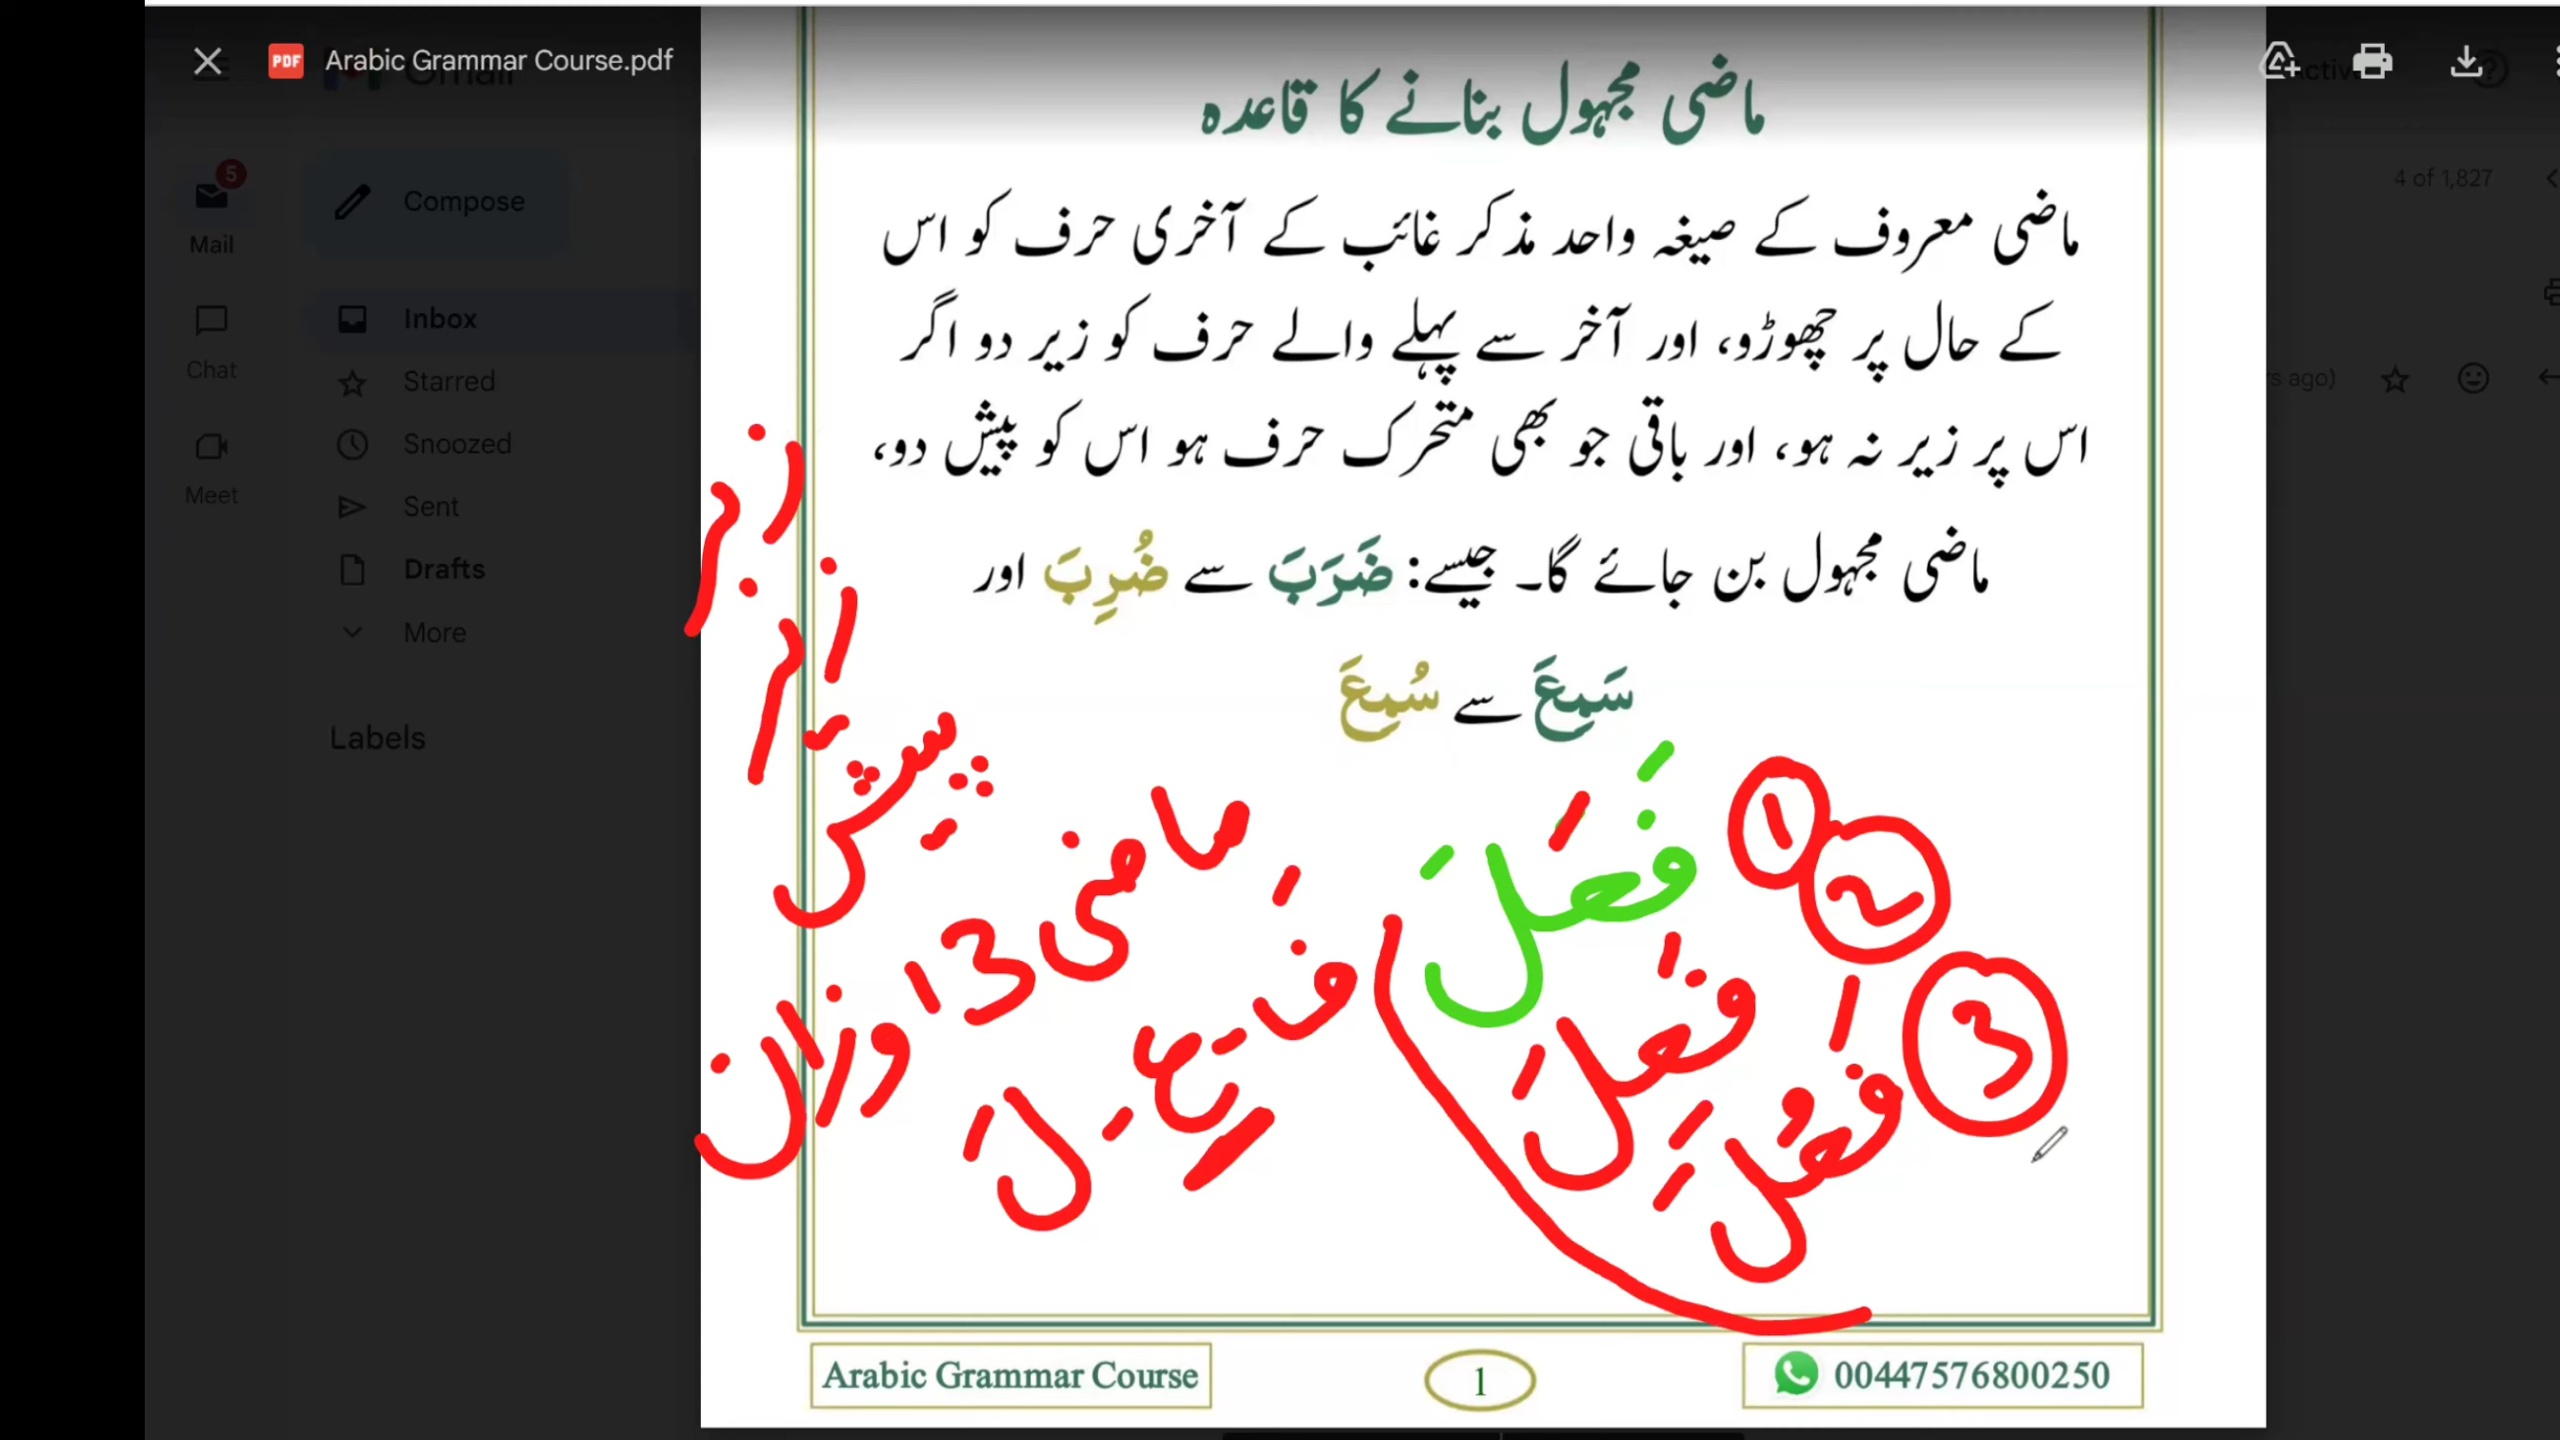 Arabic Grammar Course.pdf
4 of 1,827
5
Compose
Mail
Inbox
Chat
Starred
Snoozed
Meet
Sent
Drafts
More
Labels
ماضی مجہول بنانے کا قاعدہ
ماضی معروف کے صیغہ واحد مذکر غائب کے آخری حرف کو اس
کے حال پر چھوڑو، اور آخر سے پہلے والے حرف کو زیر دو اگر
اس پر زیر نہ ہو، اور باقی جو بھی متحرک حرف ہو اس کو پیش دو،
ماضی مجہول بن جائے گا۔ جیسے: ضَرَبَ سے ضُرِبَ اور
سَمِعَ سے سُمِعَ
زبر
زیر
پیش
1 فَعَلَ
2 فَعِلَ
3 فَعُلَ
ماضی 3 اوزان
فَ ع لَ
Arabic Grammar Course
1
00447576800250